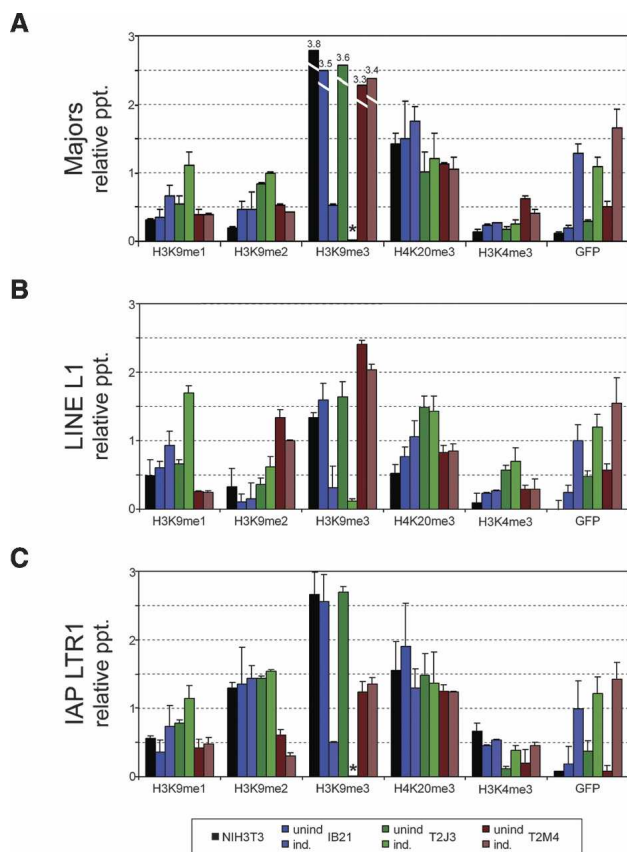 A
Majors
relative ppt.
3
2
1
0
3.8
3.5
3.6
3.3
3.4
*
H3K9me1 H3K9me2 H3K9me3 H4K20me3 H3K4me3 GFP
B
LINE L1
relative ppt.
3
2
1
0
H3K9me1 H3K9me2 H3K9me3 H4K20me3 H3K4me3 GFP
C
IAP LTR1
relative ppt.
3
2
1
0
*
H3K9me1 H3K9me2 H3K9me3 H4K20me3 H3K4me3 GFP
NIH3T3 unind IB21 unind T2J3 unind T2M4
ind. ind. ind.